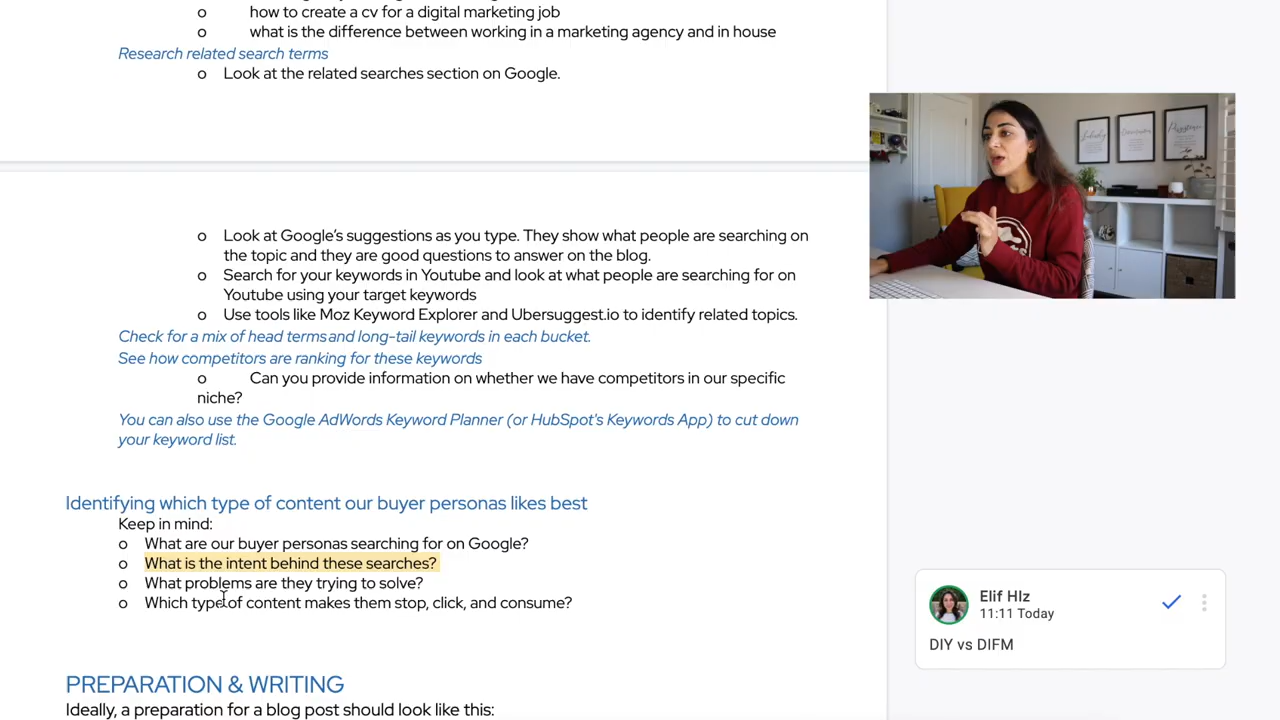 o how to create a cv for a digital marketing job
o what is the difference between working in a marketing agency and in house
Research related search terms
o Look at the related searches section on Google.
o Look at Google's suggestions as you type. They show what people are searching on
the topic and they are good questions to answer on the blog.
o Search for your keywords in Youtube and look at what people are searching for on
Youtube using your target keywords
o Use tools like Moz Keyword Explorer and Ubersuggest.io to identify related topics.
Check for a mix of head terms and long-tail keywords in each bucket.
See how competitors are ranking for these keywords
o Can you provide information on whether we have competitors in our specific
niche?
You can also use the Google AdWords Keyword Planner (or HubSpot's Keywords App) to cut down
your keyword list.
Identifying which type of content our buyer personas likes best
Keep in mind:
o What are our buyer personas searching for on Google?
o What is the intent behind these searches?
o What problems are they trying to solve?
o Which type of content makes them stop, click, and consume?
PREPARATION & WRITING
Ideally, a preparation for a blog post should look like this:
Elif Hlz
11:11 Today
DIY vs DIFM